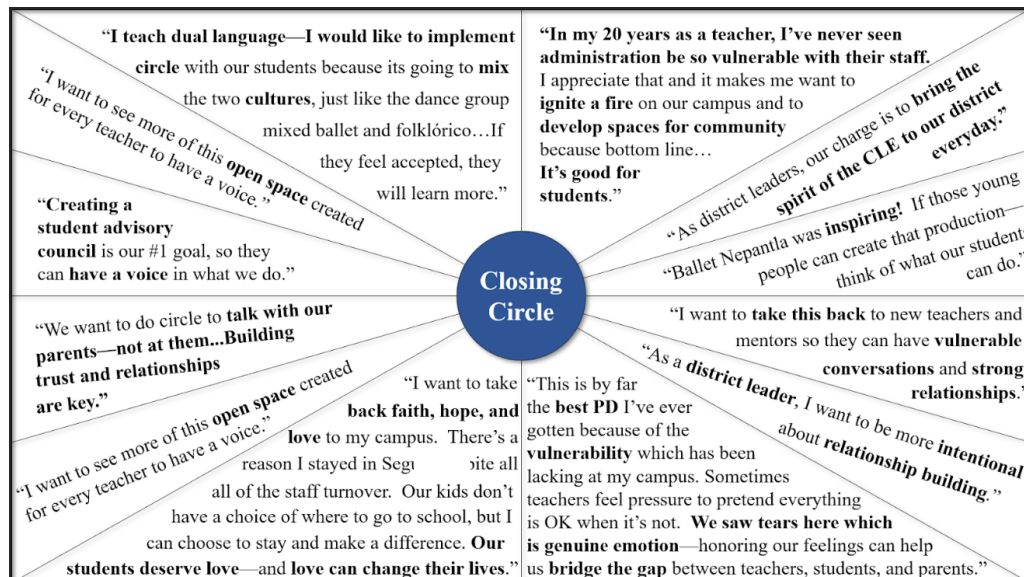 “I teach dual language—I would like to implement
circle with our students because its going to mix
the two cultures, just like the dance group
mixed ballet and folklórico…If
they feel accepted, they
will learn more.”
“In my 20 years as a teacher, I’ve never seen
administration be so vulnerable with their staff.
I appreciate that and it makes me want to
ignite a fire on our campus and to
develop spaces for community
because bottom line…
It’s good for
students.”
“I want to see more of this open space created
for every teacher to have a voice.”
“As district leaders, our charge is to bring the
spirit of the CLE to our district
everyday.”
“Creating a
student advisory
council is our #1 goal, so they
can have a voice in what we do.”
“Ballet Nepantla was inspiring! If those young
people can create that production—
think of what our students
can do.”
Closing
Circle
“We want to do circle to talk with our
parents—not at them...Building
trust and relationships
are key.”
“I want to take this back to new teachers and
mentors so they can have vulnerable
conversations and strong
relationships.”
“I want to see more of this open space created
for every teacher to have a voice.”
“As a district leader, I want to be more intentional
about relationship building.”
“I want to take
back faith, hope, and
love to my campus. There’s a
reason I stayed in all
all of the staff turnover. Our kids don’t
have a choice of where to go to school, but I
can choose to stay and make a difference. Our
students deserve love—and love can change their lives.”
“This is by far
the best PD I’ve ever
gotten because of the
vulnerability which has been
lacking at my campus. Sometimes
teachers feel pressure to pretend everything
is OK when it’s not. We saw tears here which
is genuine emotion—honoring our feelings can help
us bridge the gap between teachers, students, and parents.”